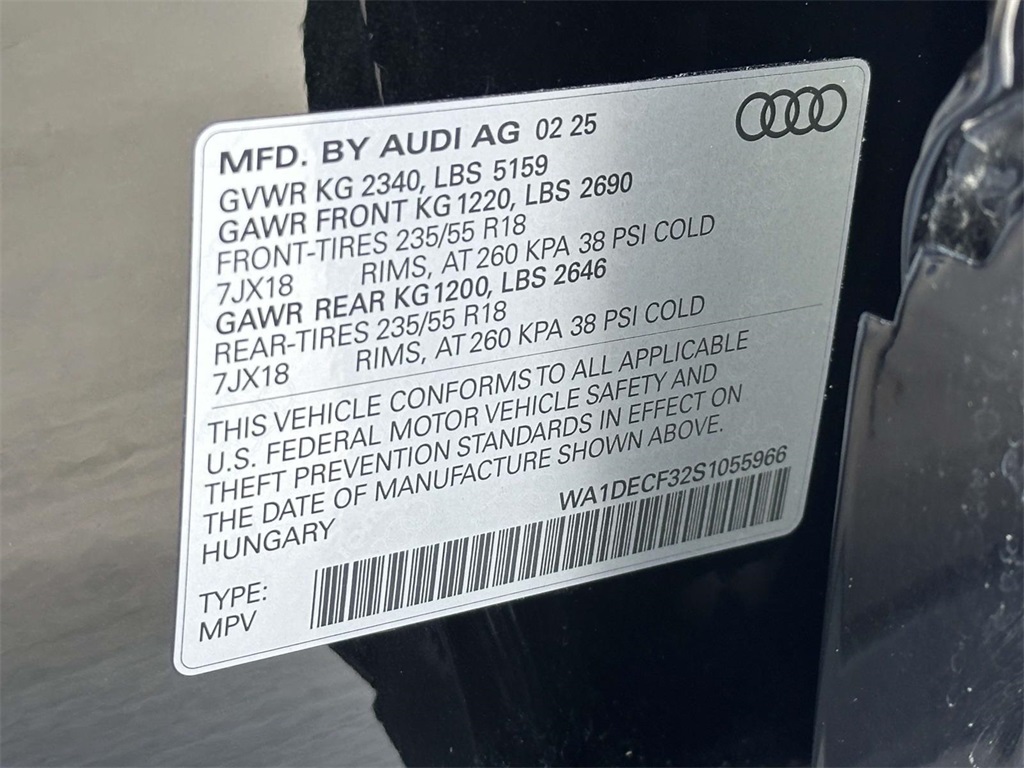 MFD. BY AUDI AG 02 25
GVWR KG 2340, LBS 5159
GAWR FRONT KG 1220, LBS 2690
FRONT-TIRES 235/55 R18
7JX18 RIMS, AT 260 KPA 38 PSI COLD
GAWR REAR KG 1200, LBS 2646
REAR-TIRES 235/55 R18
7JX18 RIMS, AT 260 KPA 38 PSI COLD
THIS VEHICLE CONFORMS TO ALL APPLICABLE
U.S. FEDERAL MOTOR VEHICLE SAFETY AND
THEFT PREVENTION STANDARDS IN EFFECT ON
THE DATE OF MANUFACTURE SHOWN ABOVE.
HUNGARY WA1DECF32S1055966
TYPE:
MPV